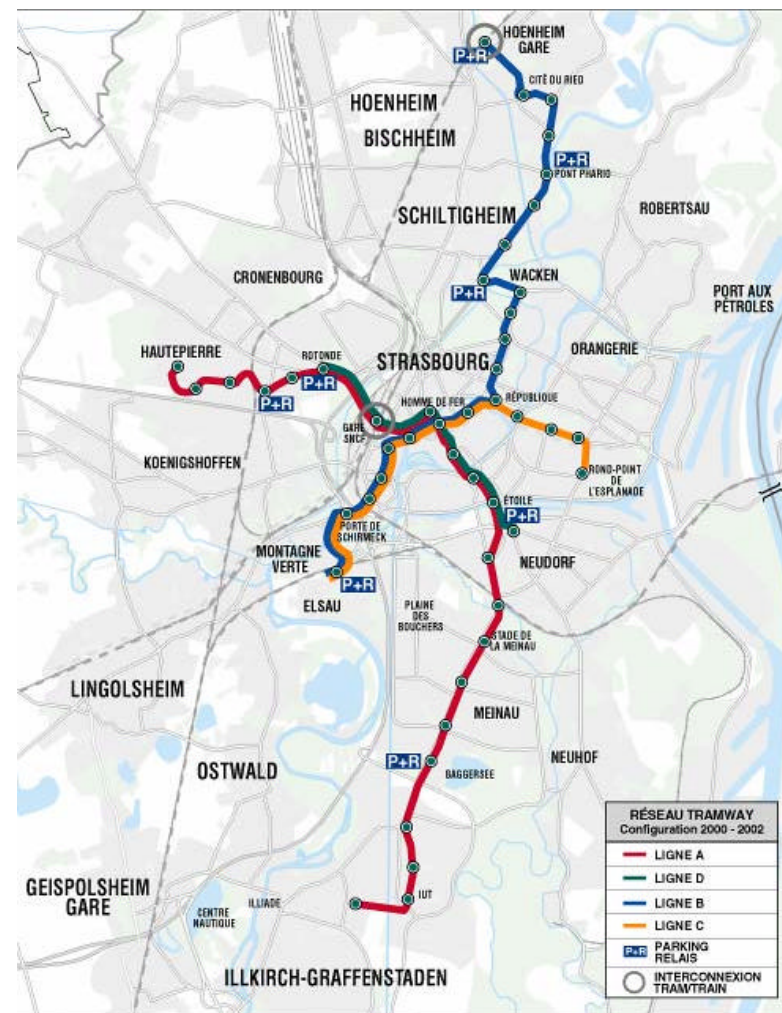 HOENHEIM
GARE
P+R
CITÉ DU RIED
HOENHEIM
BISCHHEIM
P+R
PONT PHARIO
SCHILTIGHEIM
ROBERTSAU
CRONENBOURG
WACKEN
P+R
PORT AUX
PÉTROLES
HAUTEPIERRE
ROTONDE
STRASBOURG
ORANGERIE
P+R
P+R
HOMME DE FER
RÉPUBLIQUE
GARE
SNCF
KOENIGSHOFFEN
ROND-POINT
DE
L'ESPLANADE
ÉTOILE
P+R
PORTE DE
SCHIRMECK
MONTAGNE
VERTE
NEUDORF
P+R
ELSAU
PLAINE
DES
BOUCHERS
STADE DE
LA MEINAU
LINGOLSHEIM
MEINAU
NEUHOF
OSTWALD
P+R
BAGGERSEE
GEISPOLSHEIM
GARE
ILLIADE
IUT
CENTRE
NAUTIQUE
ILLKIRCH-GRAFFENSTADEN
RÉSEAU TRAMWAY
Configuration 2000 - 2002
LIGNE A
LIGNE D
LIGNE B
LIGNE C
P+R PARKING
RELAIS
INTERCONNEXION
TRAM/TRAIN